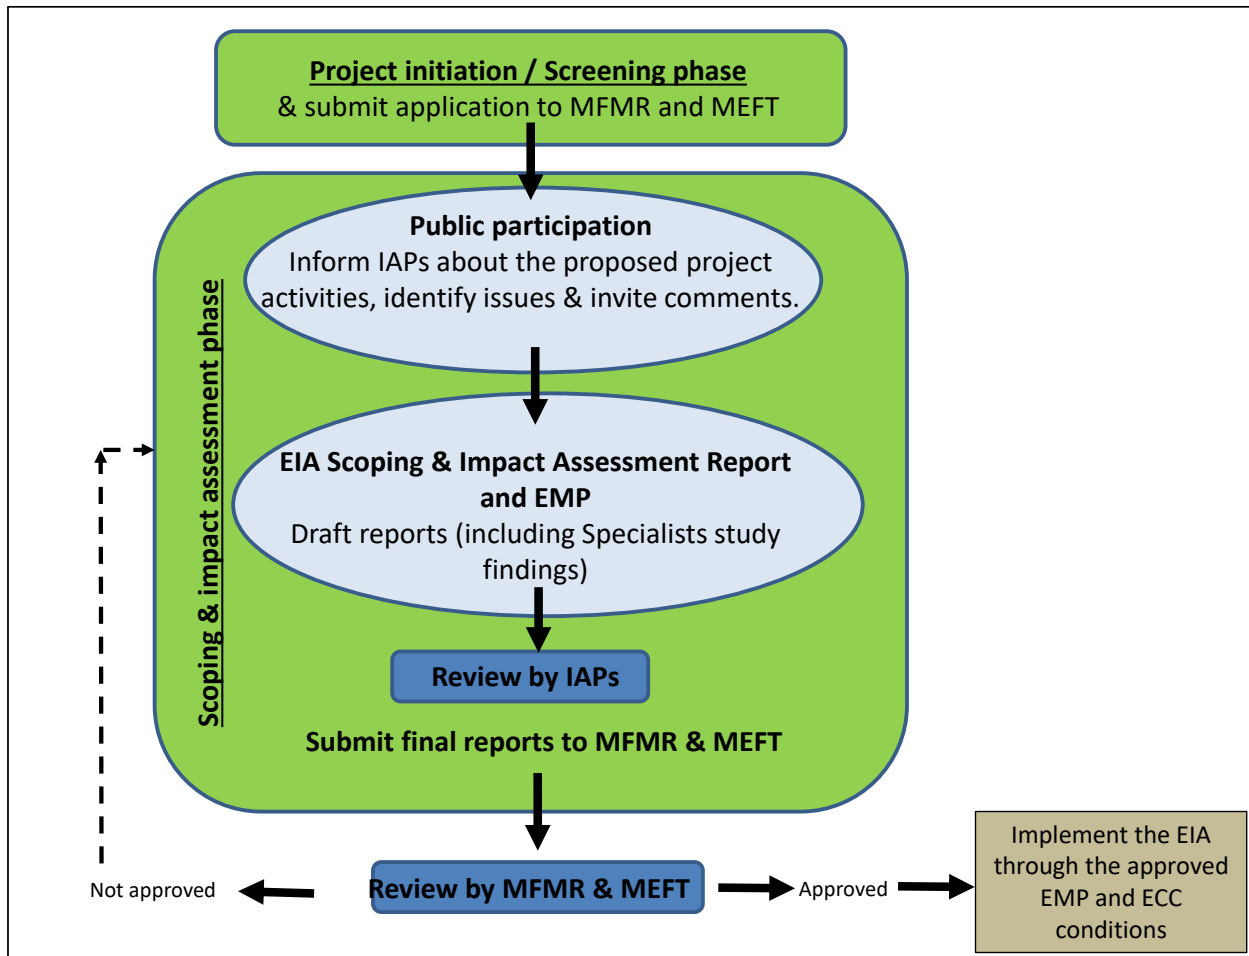 Project initiation / Screening phase
& submit application to MFMR and MEFT
Public participation
Inform IAPs about the proposed project
activities, identify issues & invite comments.
Scoping & impact assessment phase
EIA Scoping & Impact Assessment Report
and EMP
Draft reports (including Specialists study
findings)
Review by IAPs
Submit final reports to MFMR & MEFT
Not approved
Review by MFMR & MEFT
Approved
Implement the EIA
through the approved
EMP and ECC
conditions